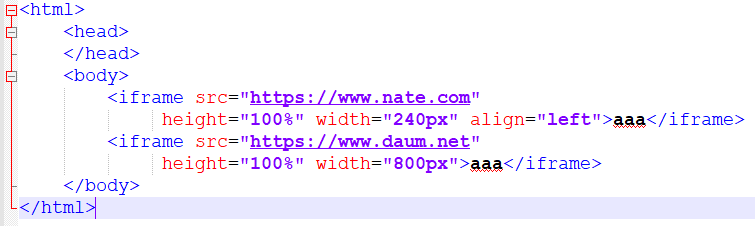 <html>
<head>
</head>
<body>
<iframe src="https://www.nate.com"
height="100%" width="240px" align="left">aaa</iframe>
<iframe src="https://www.daum.net"
height="100%" width="800px">aaa</iframe>
</body>
</html>